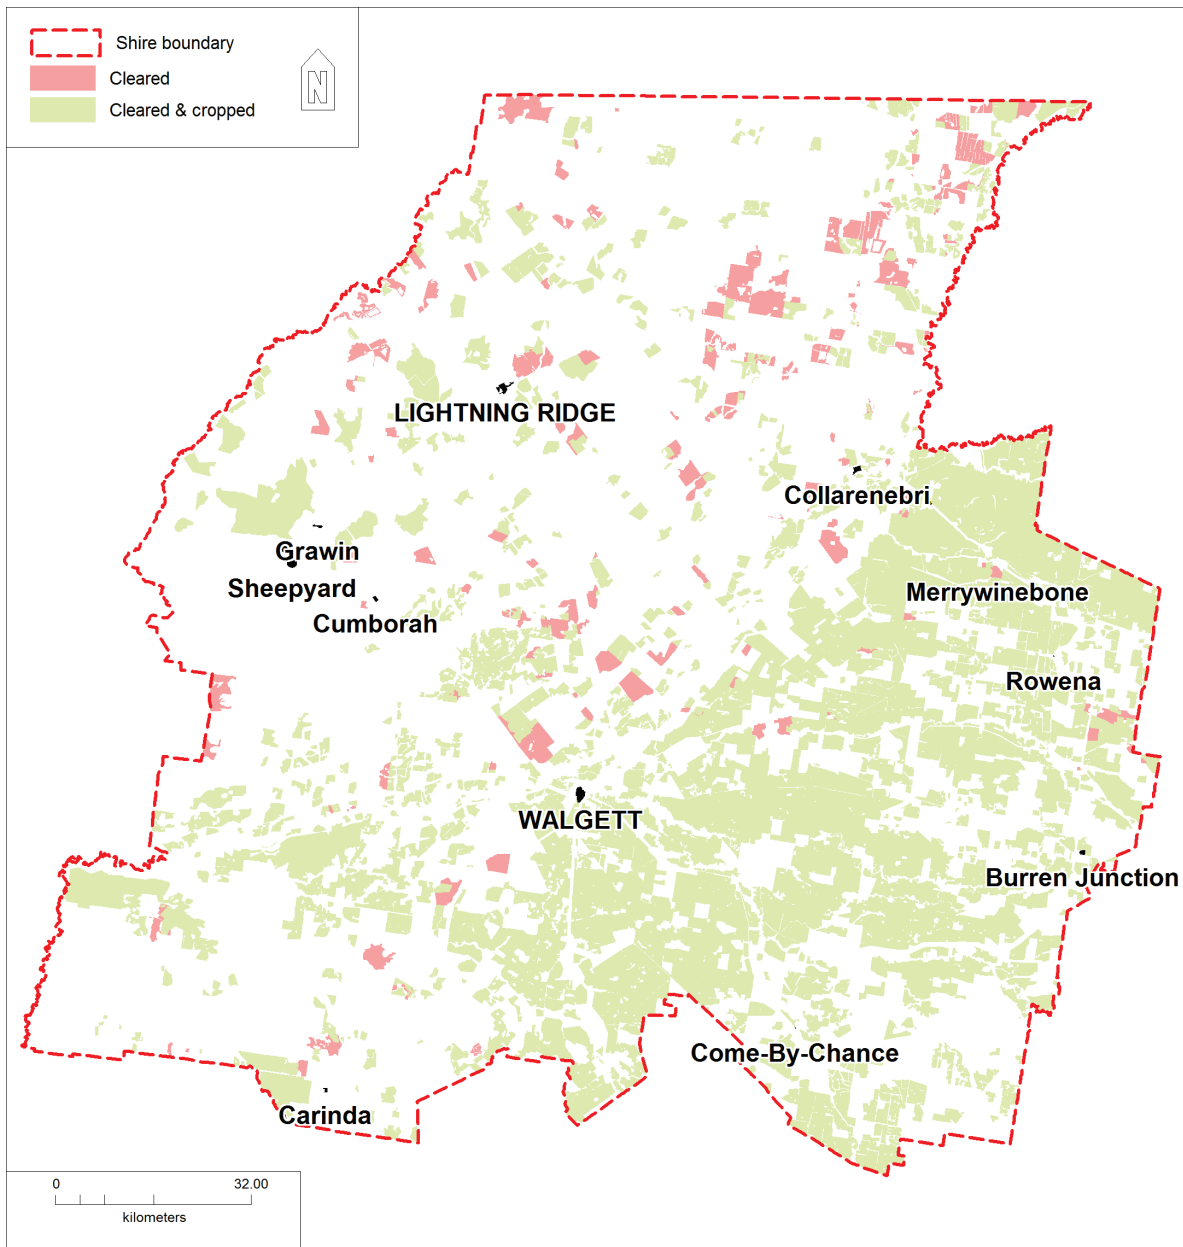 Shire boundary
Cleared
Cleared & cropped
N
LIGHTNING RIDGE
Collarenebri
Grawin
Sheepyard
Merrywinebone
Cumborah
Rowena
WALGETT
Burren Junction
Come-By-Chance
Carinda
0 32.00
kilometers